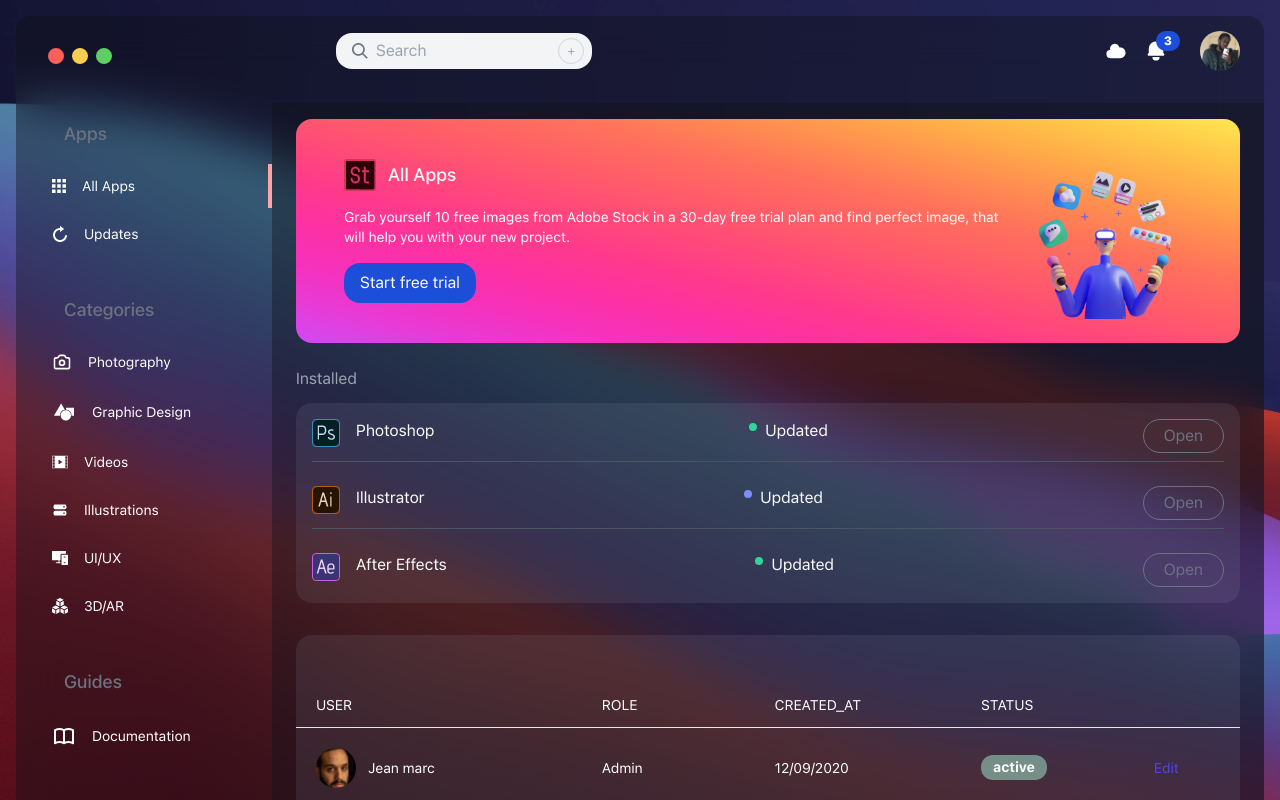 Search
+
3
Apps
All Apps
Updates
Categories
Photography
Graphic Design
Videos
Illustrations
UI/UX
3D/AR
Guides
Documentation
St All Apps
Grab yourself 10 free images from Adobe Stock in a 30-day free trial plan and find perfect image, that
will help you with your new project.
Start free trial
Installed
Ps Photoshop Updated Open
Ai Illustrator Updated Open
Ae After Effects Updated Open
USER ROLE CREATED_AT STATUS
Jean marc Admin 12/09/2020 active Edit